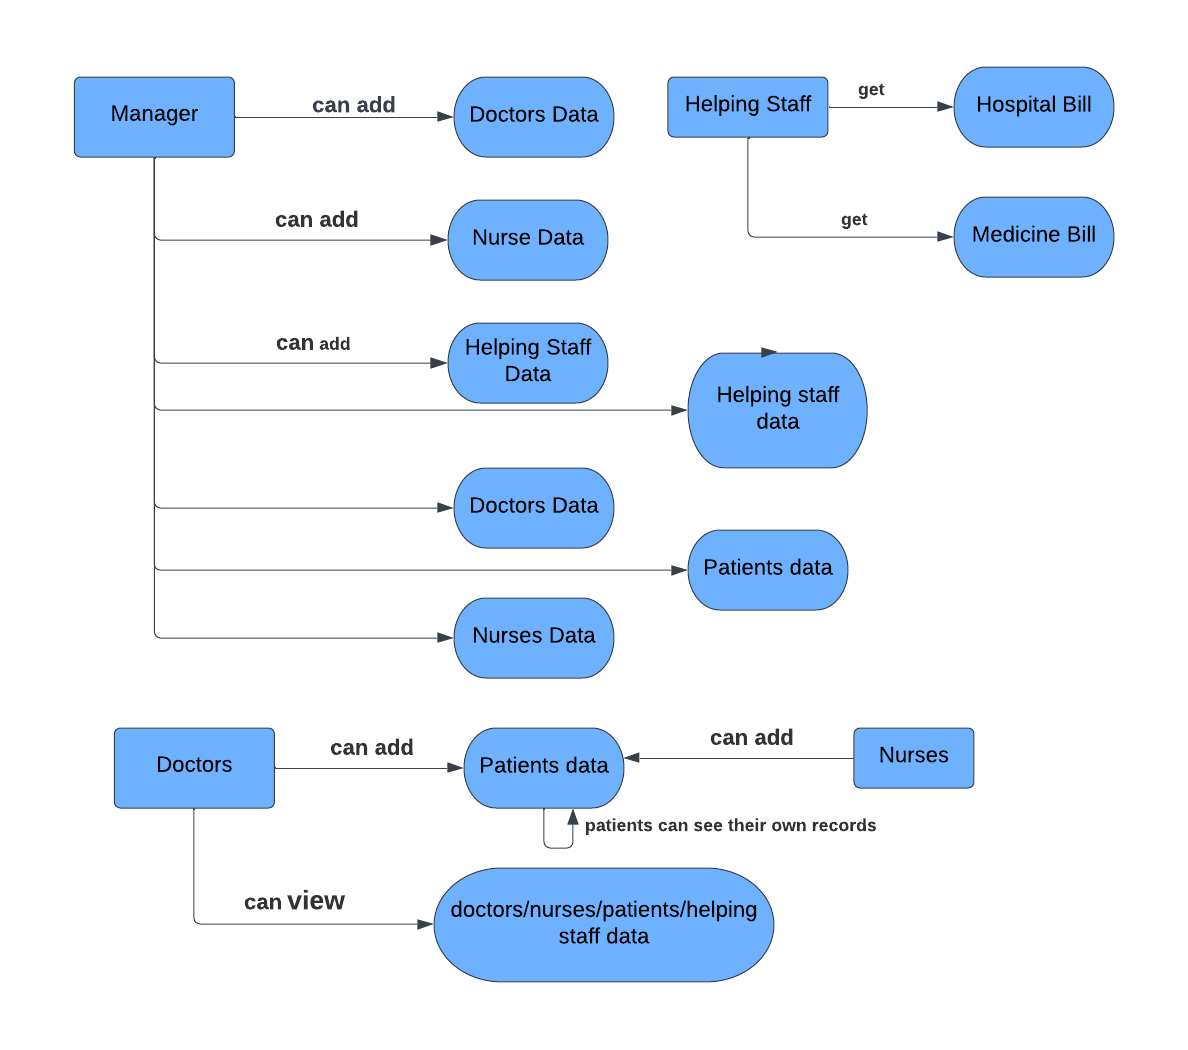 Manager
can add
Doctors Data
Helping Staff
get
Hospital Bill
can add
Nurse Data
get
Medicine Bill
can add
Helping Staff
Data
Helping staff
data
Doctors Data
Patients data
Nurses Data
Doctors
can add
Patients data
can add
Nurses
patients can see their own records
can view
doctors/nurses/patients/helping
staff data